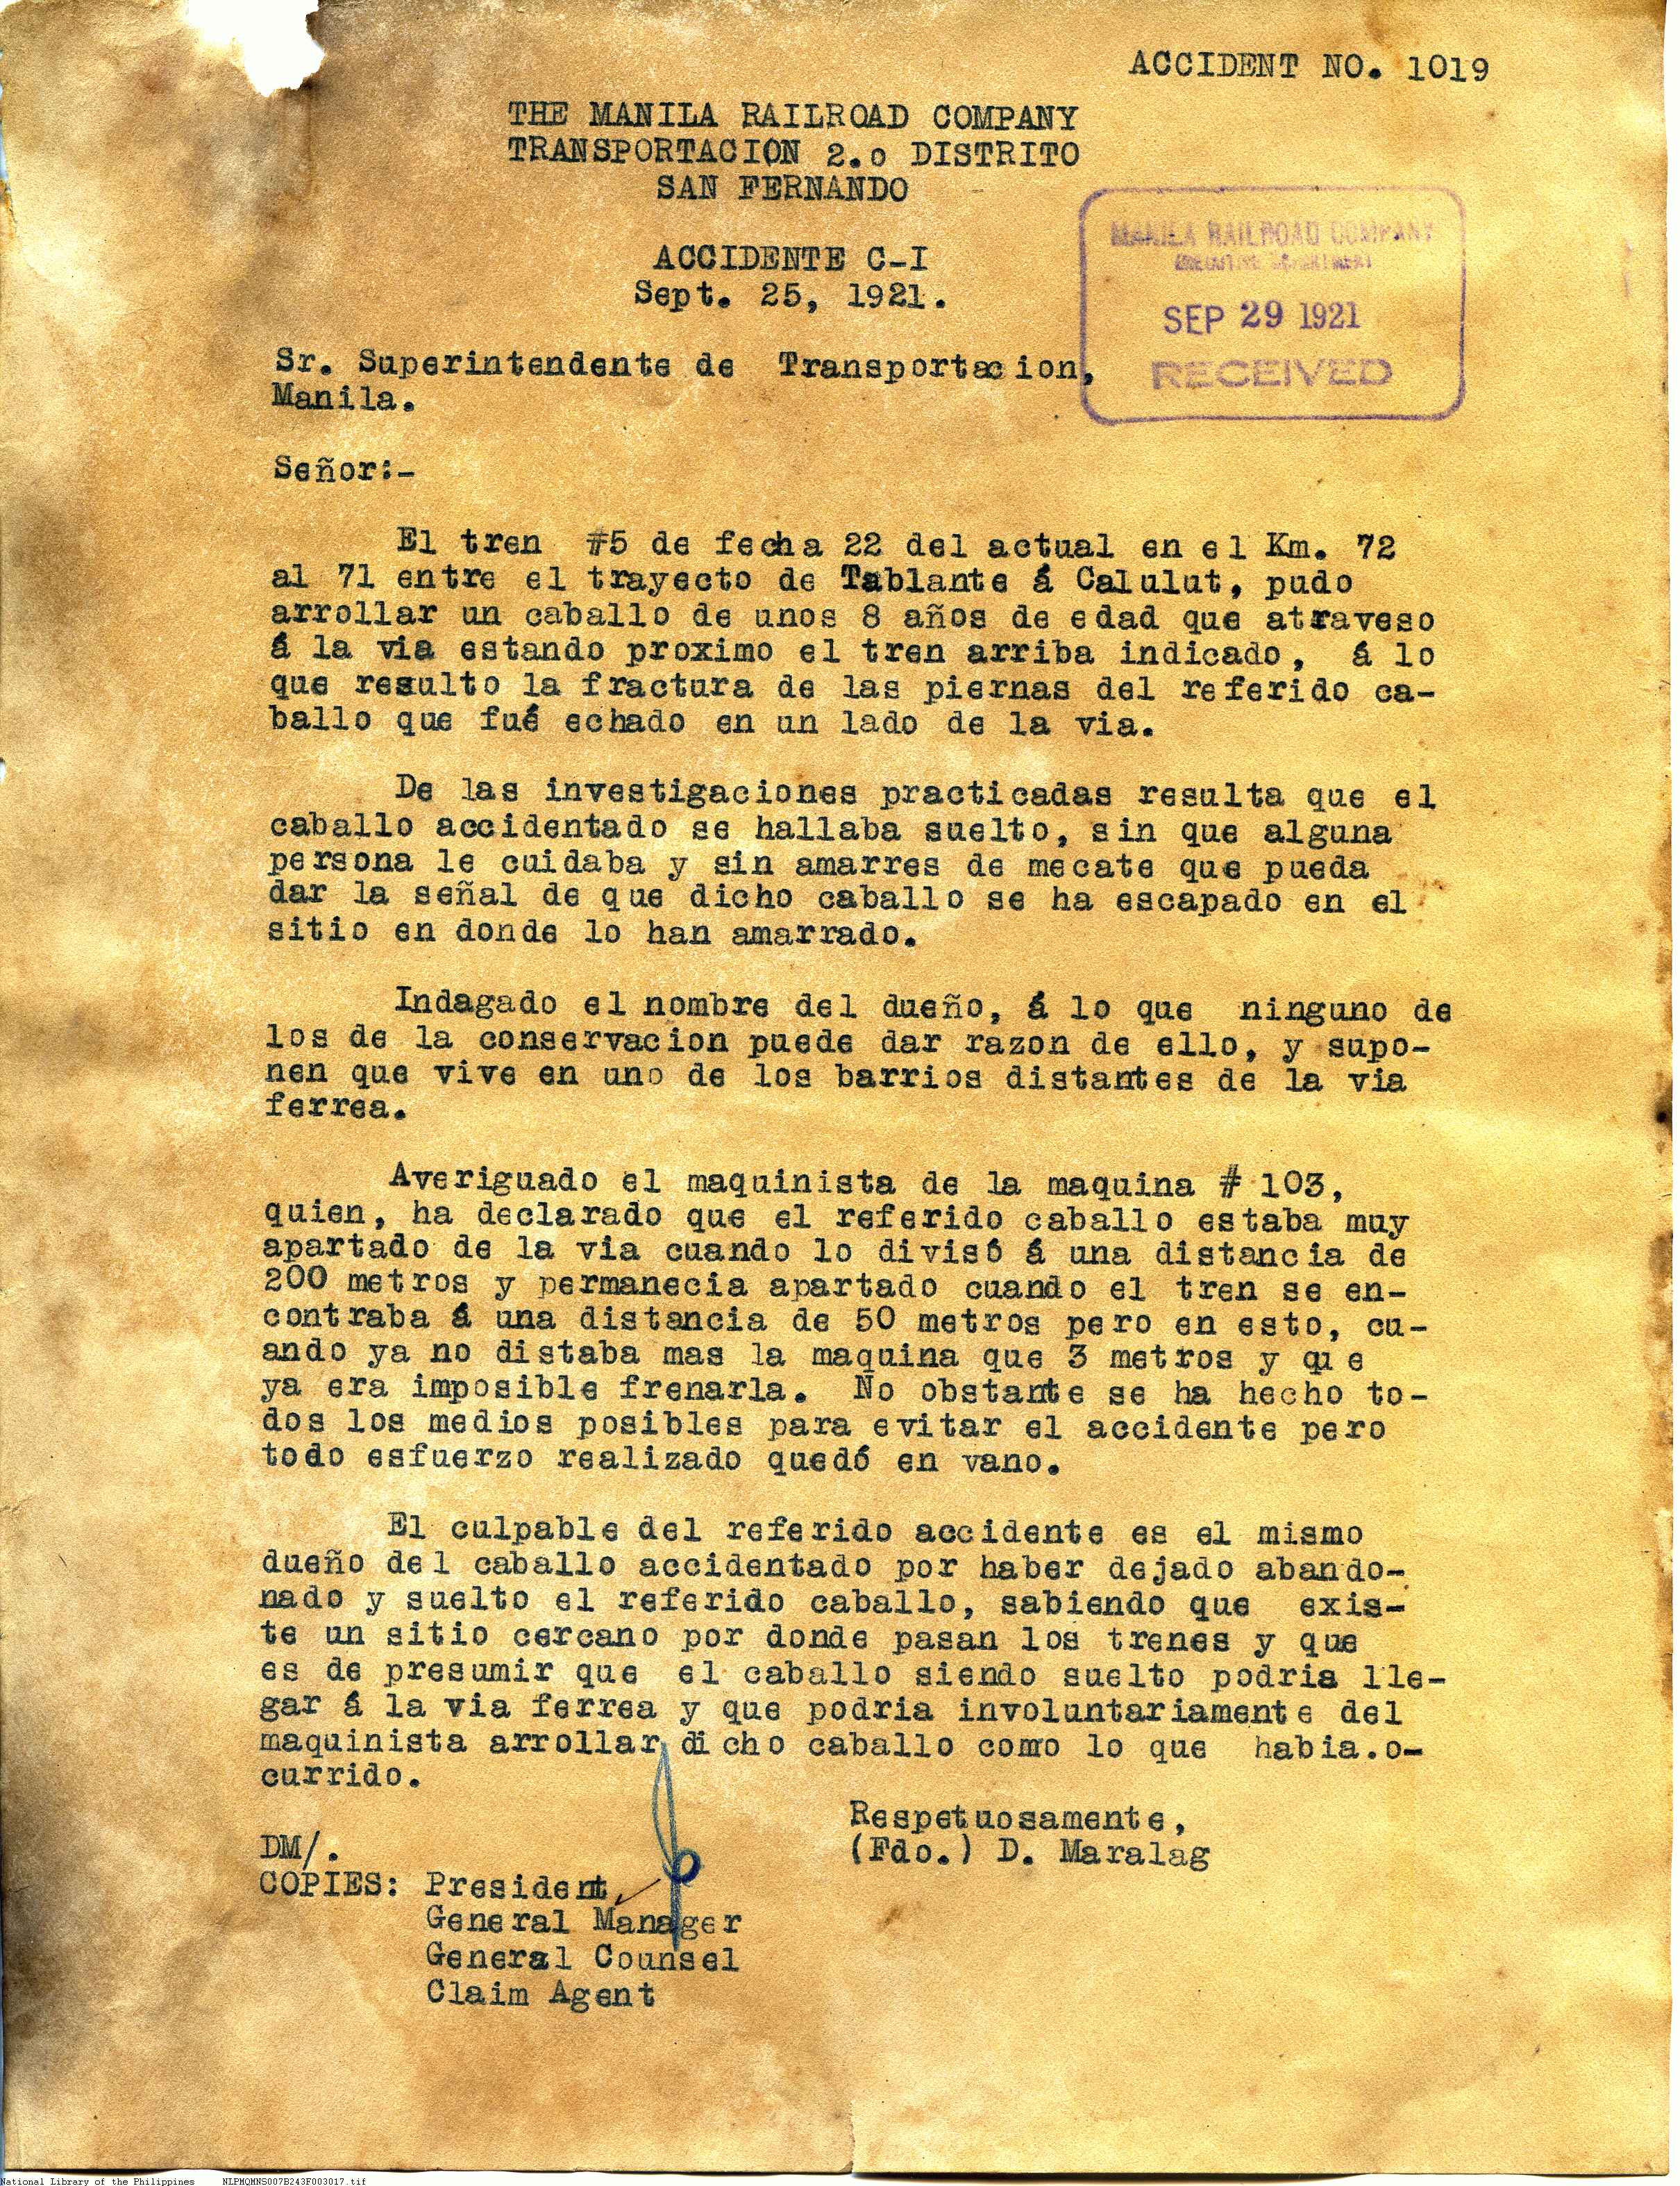 ACCIDENT NO. 1019
THE MANILA RAILROAD COMPANY
TRANSPORTACION 2.o DISTRITO
SAN FERNANDO
ACCIDENTE C-I
Sept. 25, 1921.
MANILA RAILROAD COMPANY
EXECUTIVE DEPARTMENT
SEP 29 1921
RECEIVED
Sr. Superintendente de Transportacion,
Manila.
Señor:-
El tren #5 de fecha 22 del actual en el Km. 72
al 71 entre el trayecto de Tablante á Calulut, pudo
arrollar un caballo de unos 8 años de edad que atraveso
á la via estando proximo el tren arriba indicado, á lo
que resulto la fractura de las piernas del referido ca-
ballo que fué echado en un lado de la via.
De las investigaciones practicadas resulta que el
caballo accidentado se hallaba suelto, sin que alguna
persona le cuidaba y sin amarres de mecate que pueda
dar la señal de que dicho caballo se ha escapado en el
sitio en donde lo han amarrado.
Indagado el nombre del dueño, á lo que ninguno de
los de la conservacion puede dar razon de ello, y supo-
nen que vive en uno de los barrios distantes de la via
ferrea.
Averiguado el maquinista de la maquina # 103,
quien, ha declarado que el referido caballo estaba muy
apartado de la via cuando lo divisó á una distancia de
200 metros y permanecia apartado cuando el tren se en-
contraba á una distancia de 50 metros pero en esto, cu-
ando ya no distaba mas la maquina que 3 metros y que
ya era imposible frenarla. No obstante se ha hecho to-
dos los medios posibles para evitar el accidente pero
todo esfuerzo realizado quedó en vano.
El culpable del referido accidente es el mismo
dueño del caballo accidentado por haber dejado abando-
nado y suelto el referido caballo, sabiendo que exis-
te un sitio cercano por donde pasan los trenes y que
es de presumir que el caballo siendo suelto podria lle-
gar á la via ferrea y que podria involuntariamente del
maquinista arrollar dicho caballo como lo que habia.o-
currido.
Respetuosamente,
(Fdo.) D. Maralag
DM/.
COPIES: President
General Manager
General Counsel
Claim Agent
National Library of the Philippines NLPMQMNS007B243F003017.tif